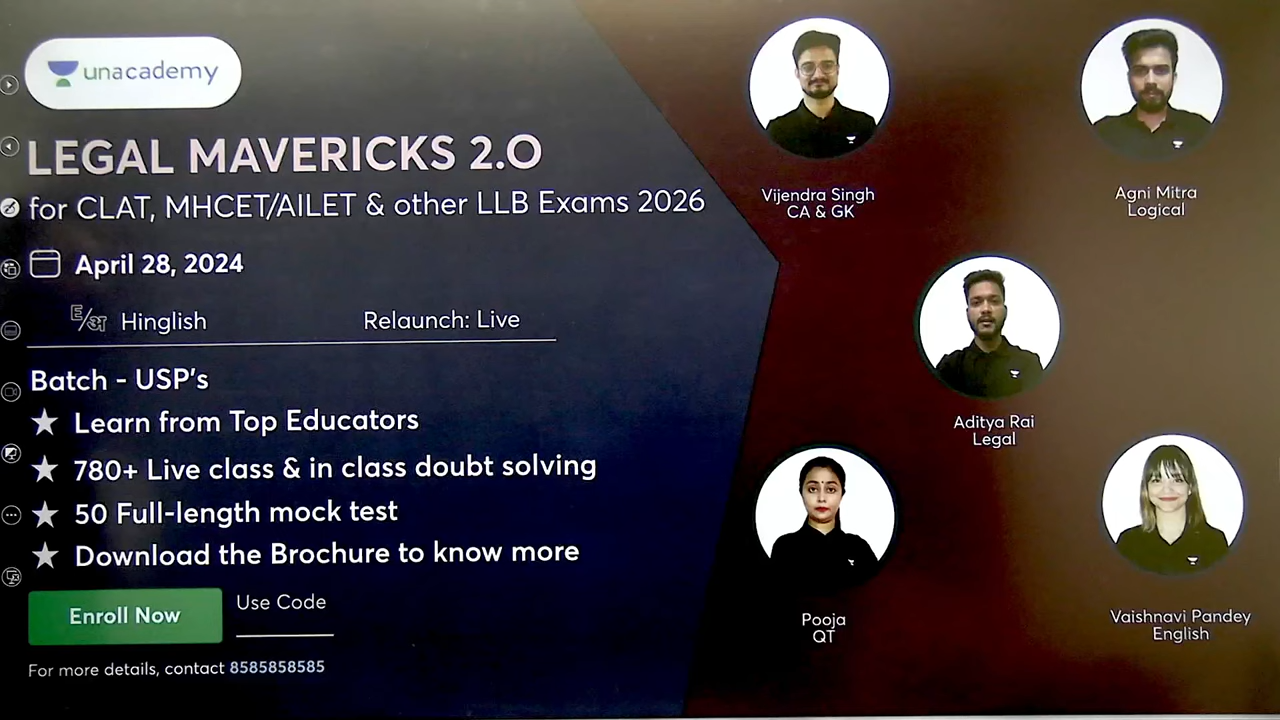 unacademy
LEGAL MAVERICKS 2.O
for CLAT, MHCET/AILET & other LLB Exams 2026
April 28, 2024
E/अ Hinglish
Relaunch: Live
Batch - USP's
★ Learn from Top Educators
★ 780+ Live class & in class doubt solving
★ 50 Full-length mock test
★ Download the Brochure to know more
Enroll Now
Use Code
For more details, contact 8585858585
Vijendra Singh
CA & GK
Agni Mitra
Logical
Aditya Rai
Legal
Pooja
QT
Vaishnavi Pandey
English